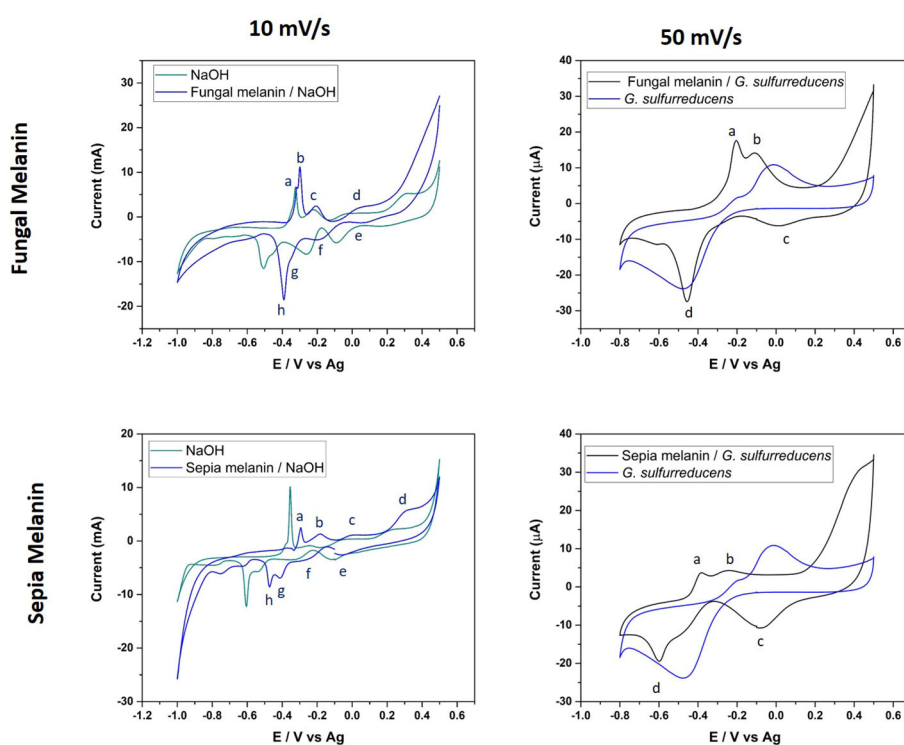 10 mV/s
50 mV/s
Fungal Melanin
Current (mA)
30
20
10
0
-10
-20
NaOH
Fungal melanin / NaOH
a
b
c
d
e
f
g
h
-1.2 -1.0 -0.8 -0.6 -0.4 -0.2 0.0 0.2 0.4 0.6
E / V vs Ag
Current (µA)
40
30
20
10
0
-10
-20
-30
Fungal melanin / G. sulfurreducens
G. sulfurreducens
a
b
c
d
-1.0 -0.8 -0.6 -0.4 -0.2 0.0 0.2 0.4 0.6
E / V vs Ag
Sepia Melanin
Current (mA)
20
10
0
-10
-20
-30
NaOH
Sepia melanin / NaOH
a
b
c
d
e
f
g
h
-1.2 -1.0 -0.8 -0.6 -0.4 -0.2 0.0 0.2 0.4 0.6
E / V vs Ag
Current (µA)
40
30
20
10
0
-10
-20
-30
Sepia melanin / G. sulfurreducens
G. sulfurreducens
a
b
c
d
-1.0 -0.8 -0.6 -0.4 -0.2 0.0 0.2 0.4 0.6
E / V vs Ag